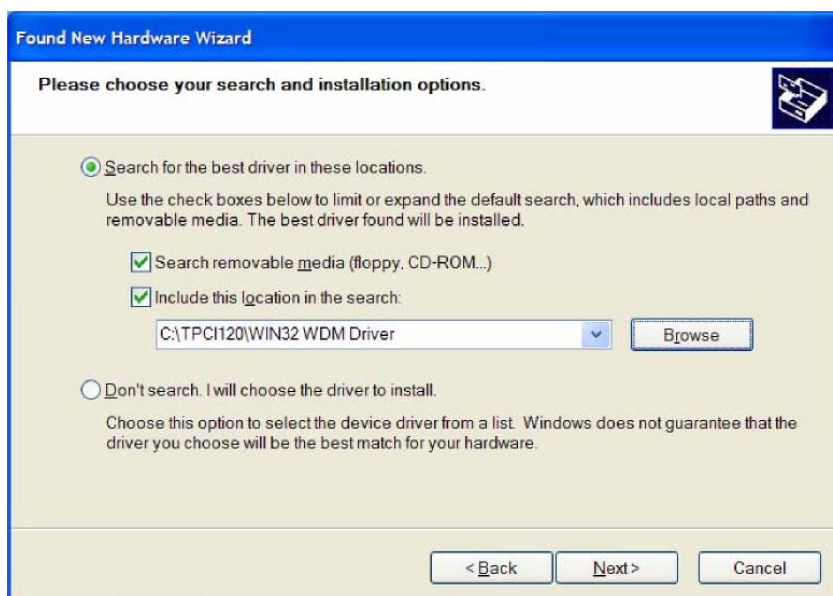 Found New Hardware Wizard
Please choose your search and installation options.
Search for the best driver in these locations.
Use the check boxes below to limit or expand the default search, which includes local paths and
removable media. The best driver found will be installed.
Search removable media (floppy, CD-ROM...)
Include this location in the search:
C:\TPCI120\WIN32 WDM Driver
Browse
Don't search. I will choose the driver to install.
Choose this option to select the device driver from a list. Windows does not guarantee that the
driver you choose will be the best match for your hardware.
< Back Next > Cancel